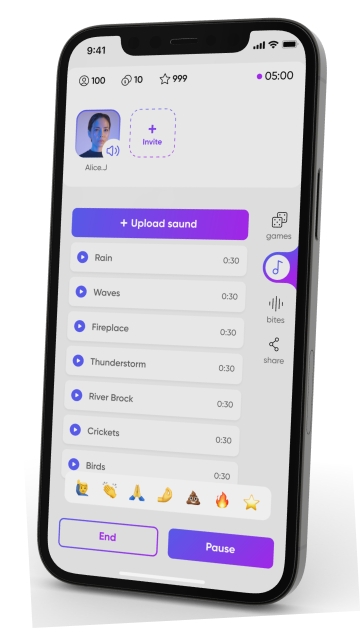 9:41
100 10 999 05:00
+ Invite
Alice.J
+ Upload saund
games
Rain 0:30
Waves 0:30
bites
Fireplace 0:30
share
Thunderstorm 0:30
River Brock 0:30
Crickets 0:30
Birds 0:30
End Pause